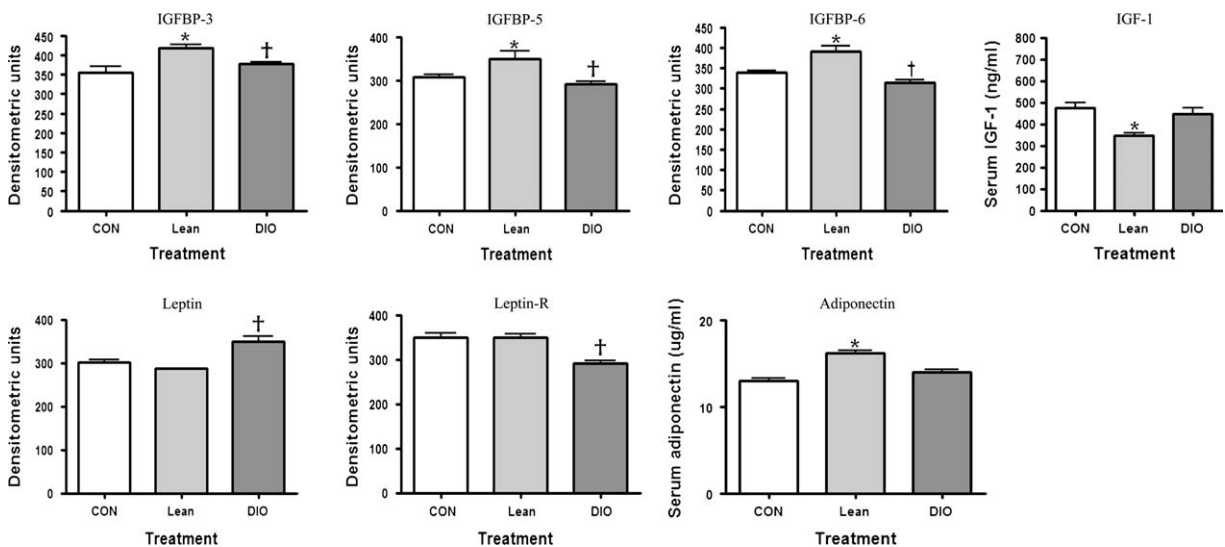 IGFBP-3
Densitometric units
450
400
350
300
250
200
150
100
50
0
*
†
CON Lean DIO
Treatment
IGFBP-5
Densitometric units
400
300
200
100
0
*
†
CON Lean DIO
Treatment
IGFBP-6
Densitometric units
450
400
350
300
250
200
150
100
50
0
*
†
CON Lean DIO
Treatment
IGF-1
Serum IGF-1 (ng/ml)
800
700
600
500
400
300
200
100
0
*
CON Lean DIO
Treatment
Leptin
Densitometric units
400
300
200
100
0
†
CON Lean DIO
Treatment
Leptin-R
Densitometric units
400
300
200
100
0
†
CON Lean DIO
Treatment
Adiponectin
Serum adiponectin (ug/ml)
20
10
0
*
CON Lean DIO
Treatment